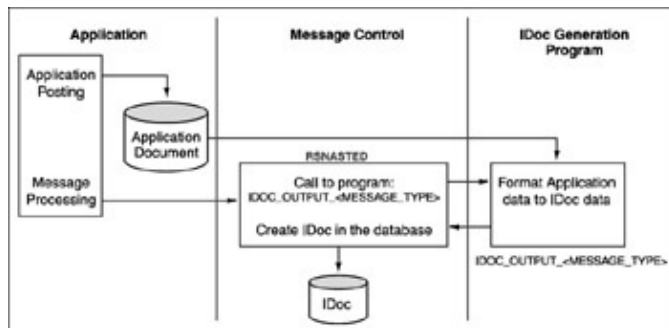 Application
Message Control
IDoc Generation
Program
Application
Posting
Application
Document
Message
Processing
RSNASTED
Call to program:
IDOC_OUTPUT_<MESSAGE_TYPE>
Create IDoc in the database
IDoc
Format Application
data to IDoc data
IDOC_OUTPUT_<MESSAGE_TYPE>